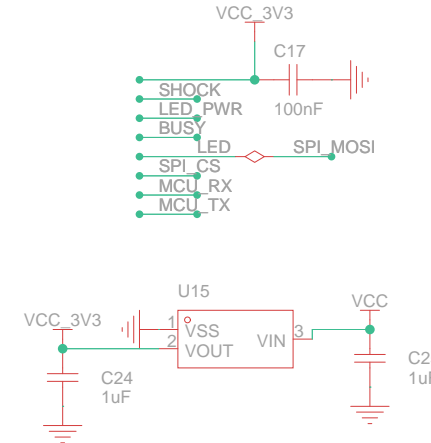 VCC_3V3
C17
100nF
SHOCK
LED_PWR
BUSY
LED SPI_MOSI
SPI_CS
MCU_RX
MCU_TX
U15
VCC_3V3
VCC
1 VSS
2 VOUT
VIN 3
C24
1uF
C2
1u